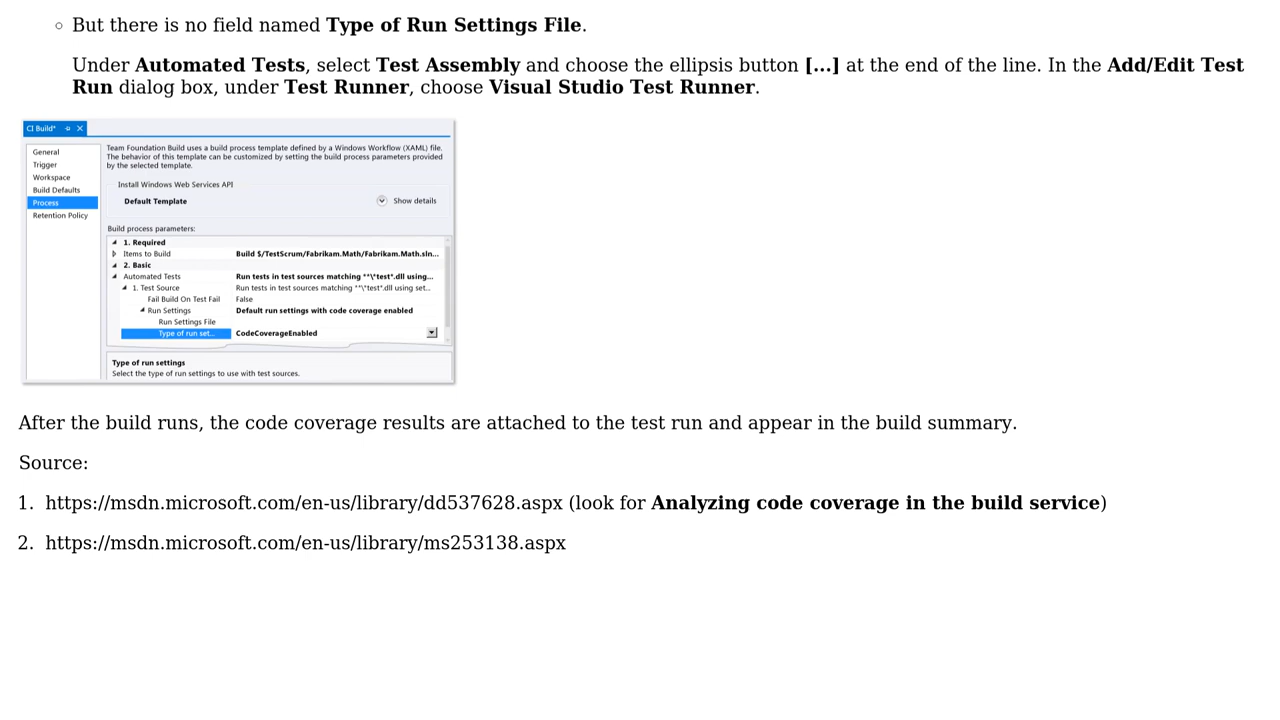 But there is no field named Type of Run Settings File.
Under Automated Tests, select Test Assembly and choose the ellipsis button [...] at the end of the line. In the Add/Edit Test
Run dialog box, under Test Runner, choose Visual Studio Test Runner.
CI Build*
General
Trigger
Workspace
Build Defaults
Process
Retention Policy
Team Foundation Build uses a build process template defined by a Windows Workflow (XAML) file.
The behavior of this template can be customized by setting the build process parameters provided
by the selected template.
Install Windows Web Services API
Default Template Show details
Build process parameters:
1. Required
Items to Build Build $/TestScrum/Fabrikam.Math/Fabrikam.Math.sln...
2. Basic
Automated Tests Run tests in test sources matching **\*test*.dll using...
1. Test Source Run tests in test sources matching **\*test*.dll using set..
Fail Build On Test Fail False
Run Settings Default run settings with code coverage enabled
Run Settings File
Type of run set... CodeCoverageEnabled
Type of run settings
Select the type of run settings to use with test sources.
After the build runs, the code coverage results are attached to the test run and appear in the build summary.
Source:
1. https://msdn.microsoft.com/en-us/library/dd537628.aspx (look for Analyzing code coverage in the build service)
2. https://msdn.microsoft.com/en-us/library/ms253138.aspx